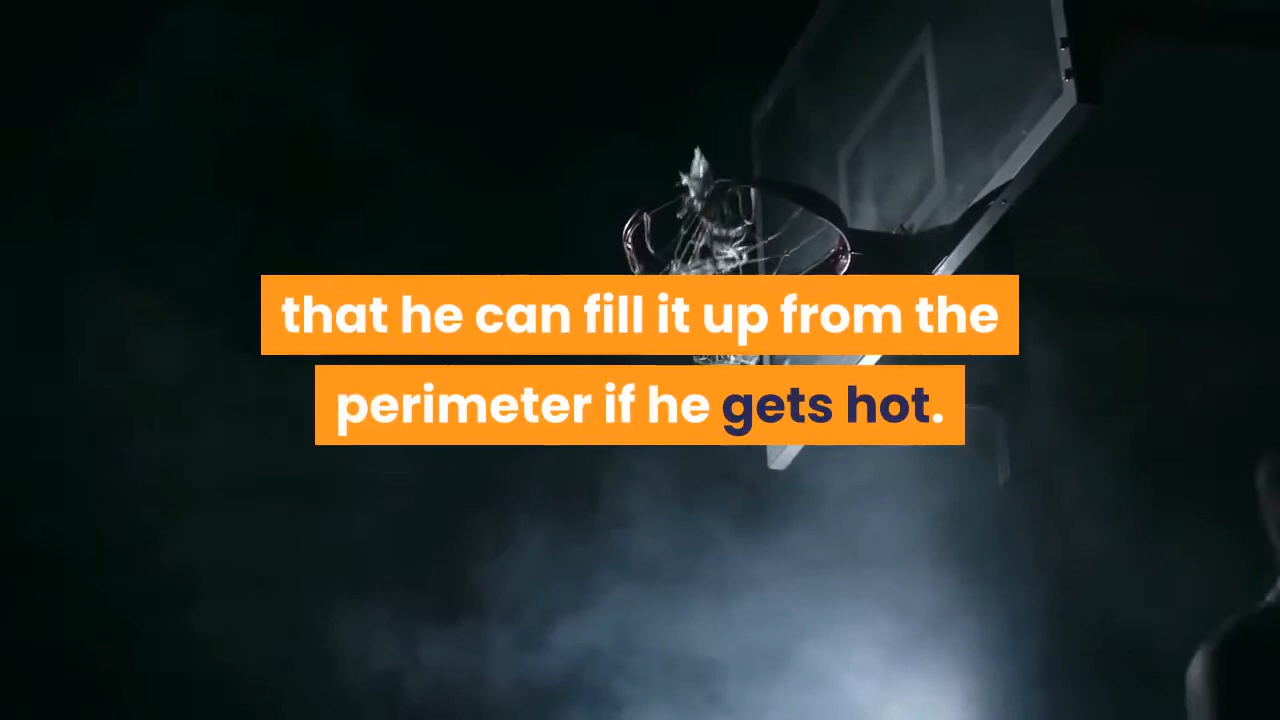 that he can fill it up from the
perimeter if he gets hot.